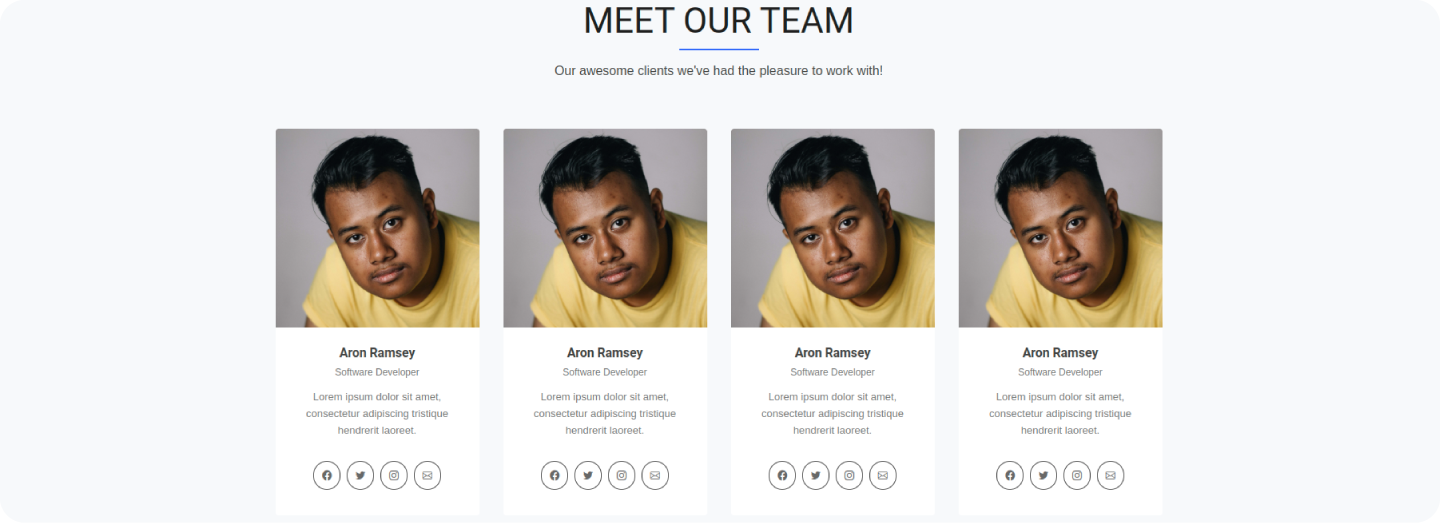 MEET OUR TEAM
Our awesome clients we've had the pleasure to work with!
Aron Ramsey
Software Developer
Lorem ipsum dolor sit amet,
consectetur adipiscing tristique
hendrerit laoreet.
Aron Ramsey
Software Developer
Lorem ipsum dolor sit amet,
consectetur adipiscing tristique
hendrerit laoreet.
Aron Ramsey
Software Developer
Lorem ipsum dolor sit amet,
consectetur adipiscing tristique
hendrerit laoreet.
Aron Ramsey
Software Developer
Lorem ipsum dolor sit amet,
consectetur adipiscing tristique
hendrerit laoreet.